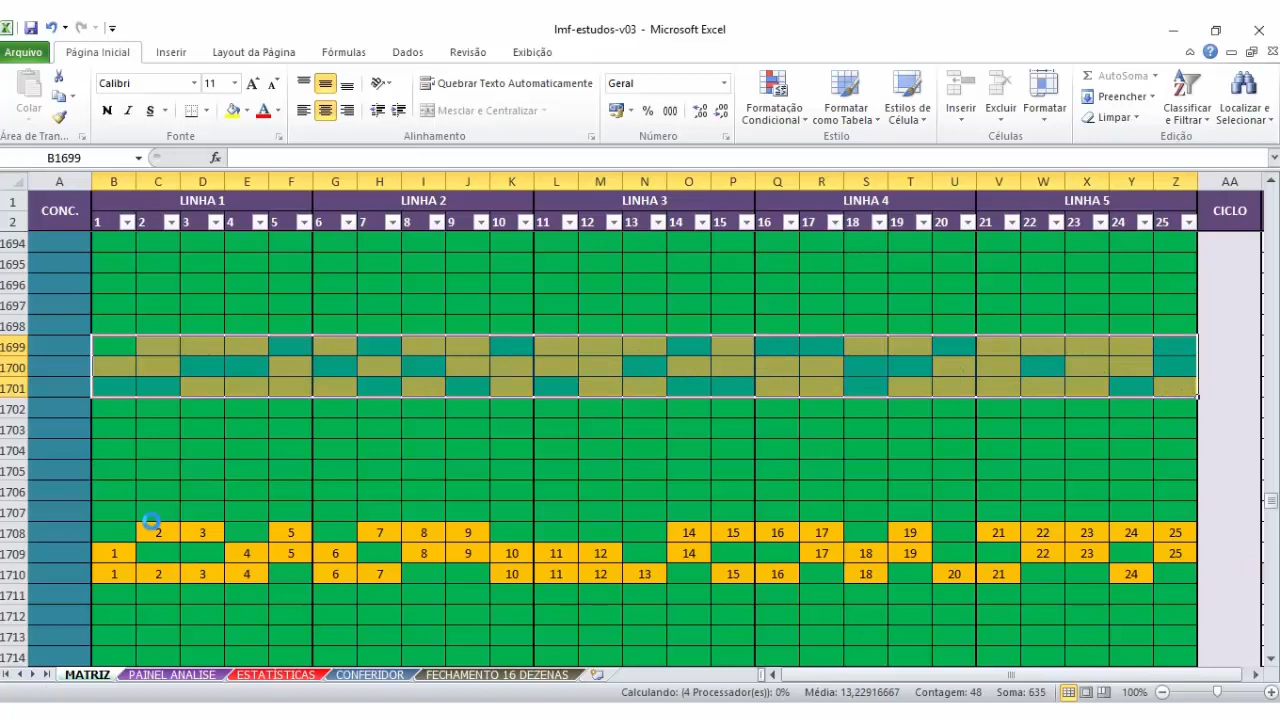 lmf-estudos-v03 - Microsoft Excel
Arquivo Página Inicial Inserir Layout da Página Fórmulas Dados Revisão Exibição
Colar Calibri 11 Quebrar Texto Automaticamente Geral AutoSoma
N I S Mesclar e Centralizar % 000 Preencher
Formatação Condicional Formatar como Tabela Estilos de Célula Inserir Excluir Formatar Limpar Classificar e Filtrar Localizar e Selecionar
Área de Tran... Fonte Alinhamento Número Estilo Células Edição
B1699 fx
A B C D E F G H I J K L M N O P Q R S T U V W X Y Z AA
1 CONC. LINHA 1 LINHA 2 LINHA 3 LINHA 4 LINHA 5 CICLO
2 1 2 3 4 5 6 7 8 9 10 11 12 13 14 15 16 17 18 19 20 21 22 23 24 25
1694
1695
1696
1697
1698
1699
1700
1701
1702
1703
1704
1705
1706
1707
1708 2 3 5 7 8 9 14 15 16 17 19 21 22 23 24 25
1709 1 4 5 6 8 9 10 11 12 14 17 18 19 22 23 25
1710 1 2 3 4 6 7 10 11 12 13 15 16 18 20 21 24
1711
1712
1713
1714
MATRIZ PAINEL ANALISE ESTATÍSTICAS CONFERIDOR FECHAMENTO 16 DEZENAS
Calculando: (4 Processador(es)): 0% Média: 13,22916667 Contagem: 48 Soma: 635 100%